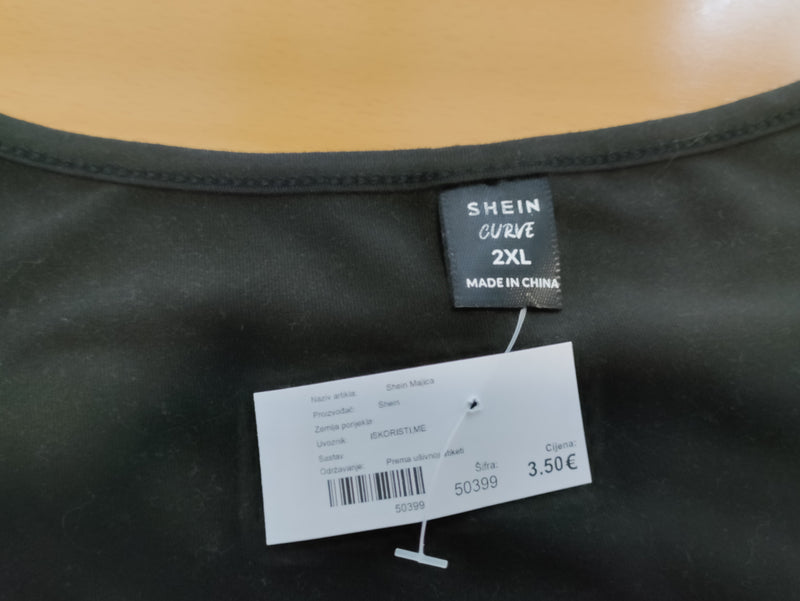 SHEIN
CURVE
2XL
MADE IN CHINA
Naziv artikla: Shein Majica
Proizvođač: Shein
Zemlja porijekla:
Uvoznik: ISKORISTI.ME
Sastav:
Održavanje: Prema ušivnoj etiketi
50399
Šifra:
50399
Cijena:
3.50€